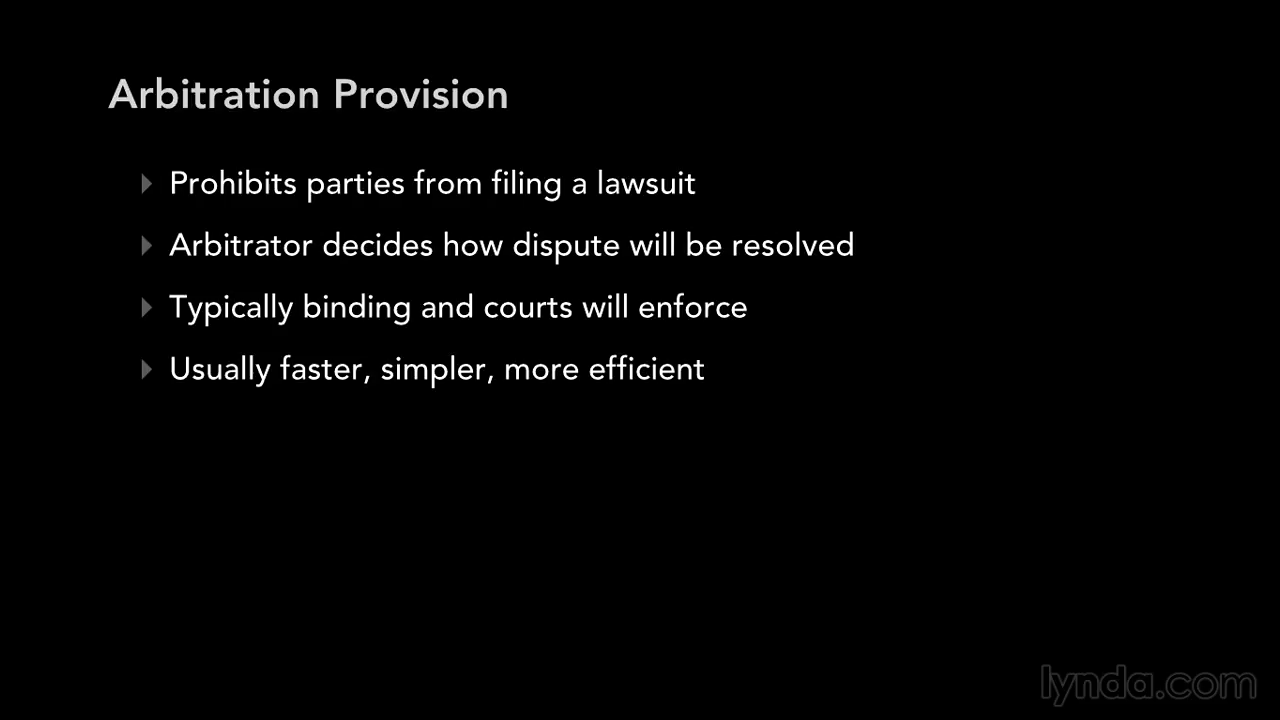 Arbitration Provision
Prohibits parties from filing a lawsuit
Arbitrator decides how dispute will be resolved
Typically binding and courts will enforce
Usually faster, simpler, more efficient
lynda.com